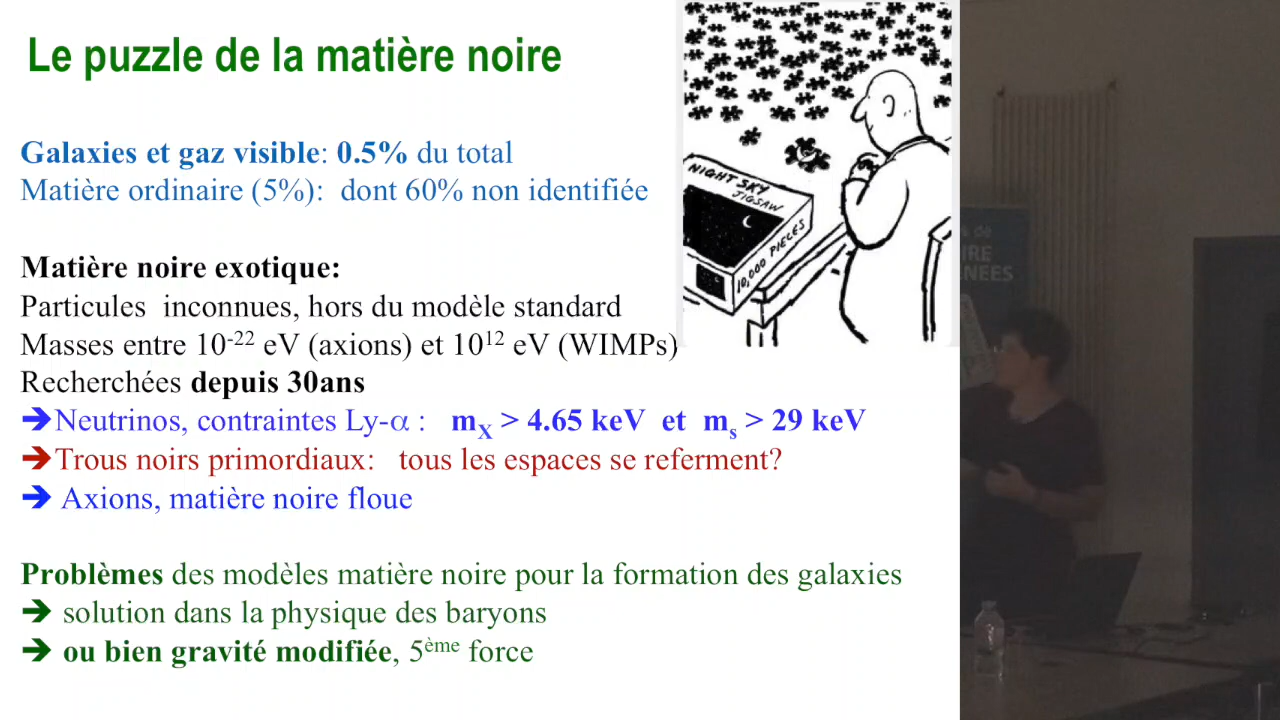 Le puzzle de la matière noire
Galaxies et gaz visible: 0.5% du total
Matière ordinaire (5%): dont 60% non identifiée
Matière noire exotique:
Particules inconnues, hors du modèle standard
Masses entre 10⁻²² eV (axions) et 10¹² eV (WIMPs)
Recherchées depuis 30ans
➔Neutrinos, contraintes Ly-α : mX > 4.65 keV et ms > 29 keV
➔Trous noirs primordiaux: tous les espaces se referment?
➔ Axions, matière noire floue
Problèmes des modèles matière noire pour la formation des galaxies
➔ solution dans la physique des baryons
➔ ou bien gravité modifiée, 5ème force
NIGHT SKY
JIGSAW
10,000 PIECES
de